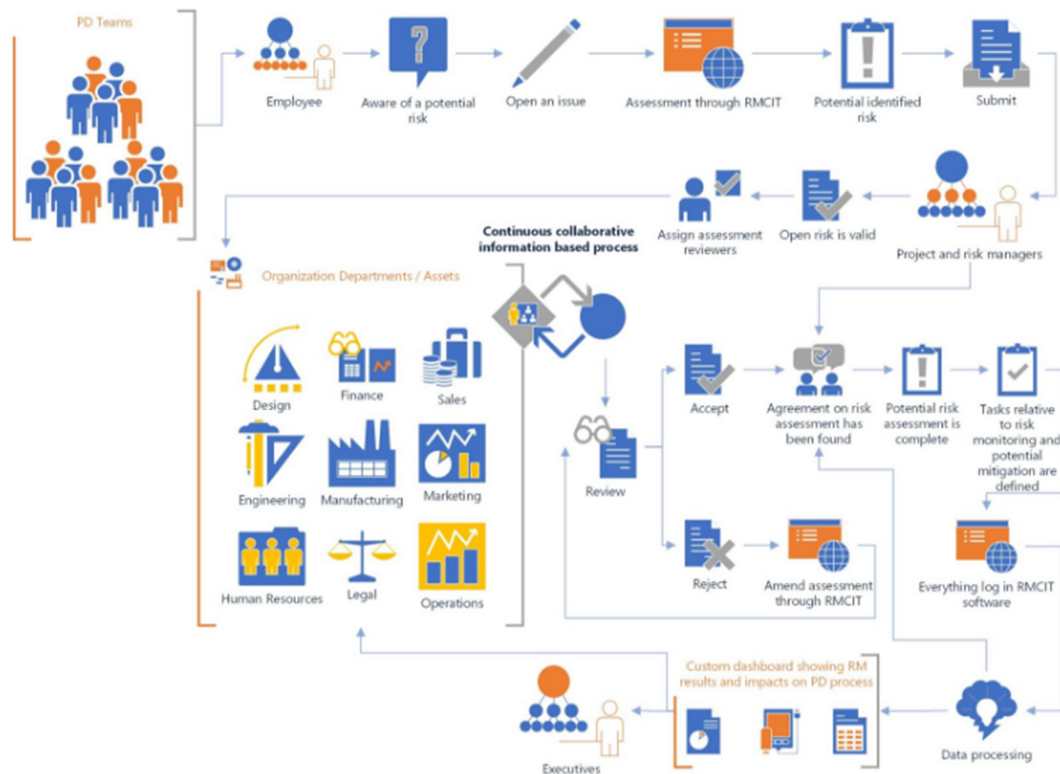 PD Teams
Employee
Aware of a potential
risk
Open an issue
Assessment through RMCIT
Potential identified
risk
Submit
Continuous collaborative
information based process
Assign assessment
reviewers
Open risk is valid
Project and risk managers
Organization Departments / Assets
Design
Finance
Sales
Engineering
Manufacturing
Marketing
Human Resources
Legal
Operations
Review
Accept
Agreement on risk
assessment has
been found
Potential risk
assessment is
complete
Tasks relative
to risk
monitoring and
potential
mitigation are
defined
Reject
Amend assessment
through RMCIT
Everything log in RMCIT
software
Custom dashboard showing RM
results and impacts on PD process
Executives
Data processing